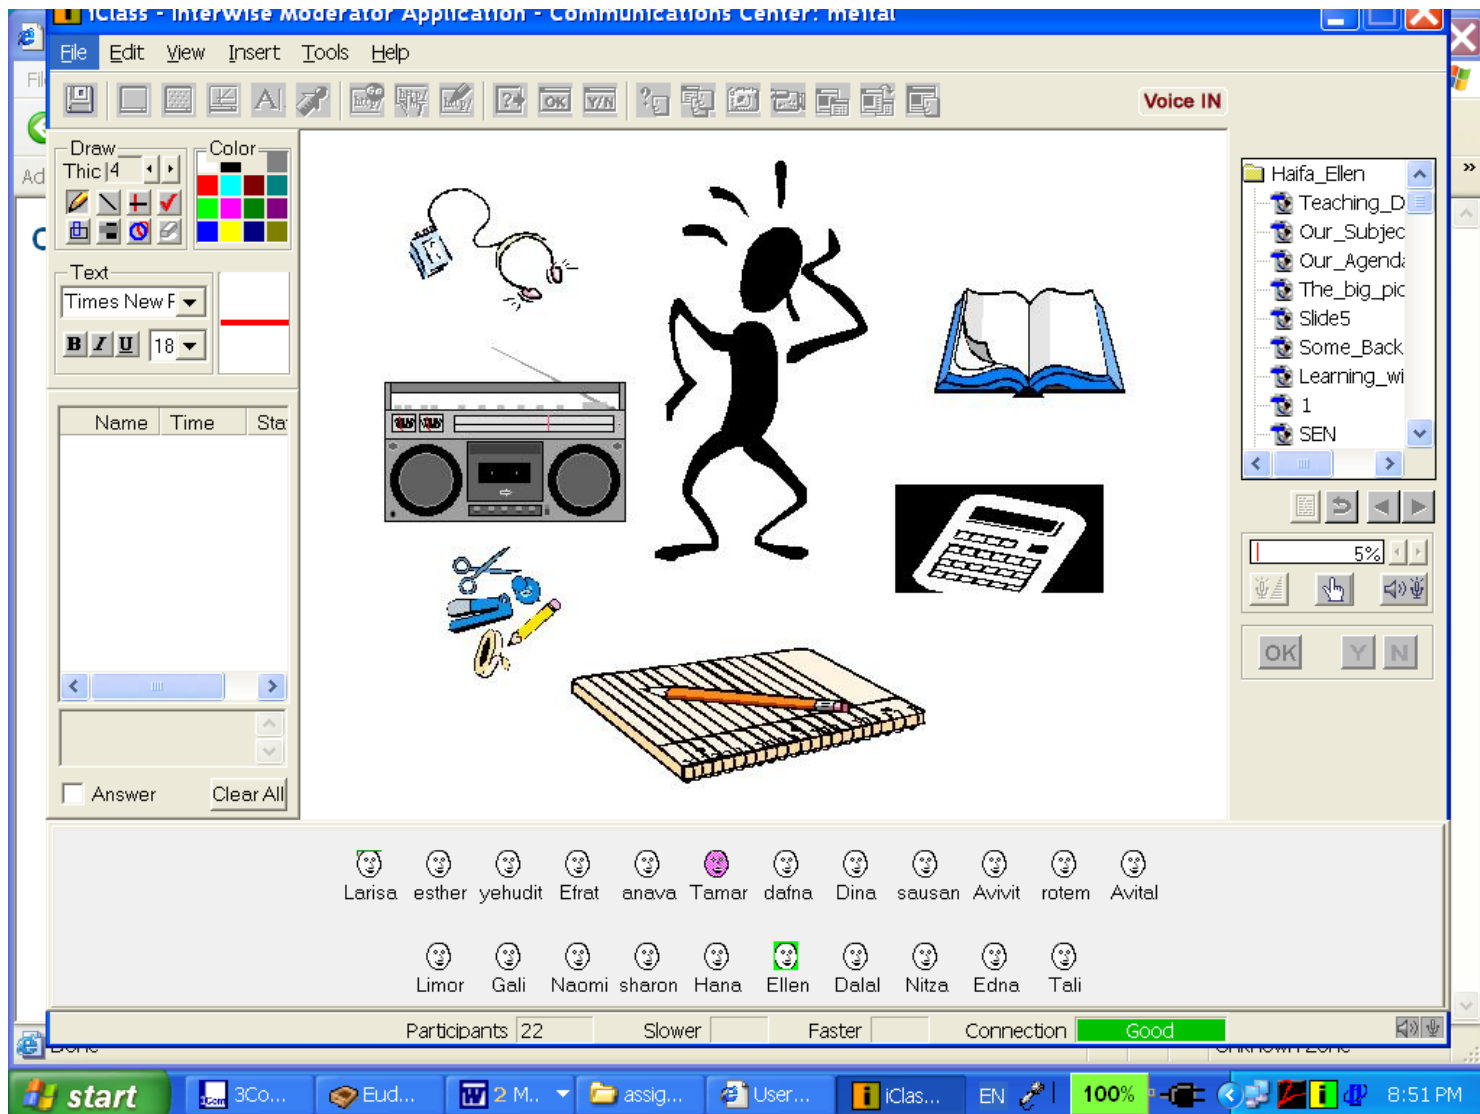 iClass - InterWise Moderator Application - Communications Center: meital
File Edit View Insert Tools Help
Voice IN
Draw
Color
Thic 4
Text
Times New F
B I U 18
Name Time Sta
Answer
Clear All
Haifa_Ellen
Teaching_D
Our_Subjec
Our_Agenda
The_big_pic
Slide5
Some_Back
Learning_wi
1
SEN
5%
OK Y N
Larisa esther yehudit Efrat anava Tamar dafna Dina sausan Avivit rotem Avital
Limor Gali Naomi sharon Hana Ellen Dalal Nitza Edna Tali
Participants 22 Slower Faster Connection Good
Done
Unknown Zone
start 3Co... Eud... 2 M.. assig... User... iClas... EN 100% 8:51 PM